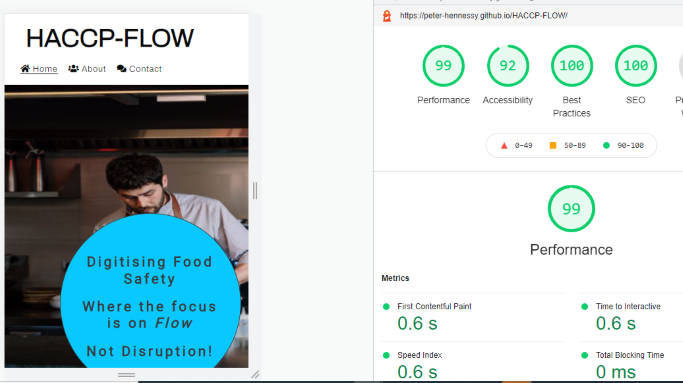 HACCP-FLOW
Home About Contact
Digitising Food
Safety
Where the focus
is on Flow
Not Disruption!
https://peter-hennessy.github.io/HACCP-FLOW/
99 92 100 100
Performance Accessibility Best
Practices SEO
0-49 50-89 90-100
99
Performance
Metrics
First Contentful Paint
0.6 s
Time to Interactive
0.6 s
Speed Index
0.6 s
Total Blocking Time
0 ms